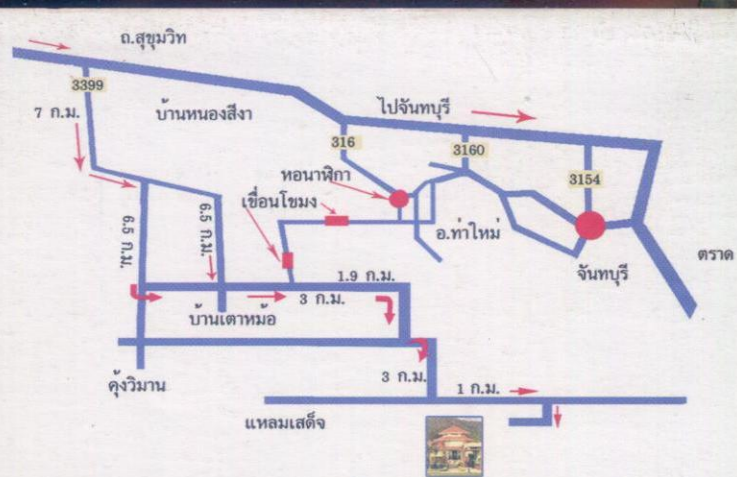 ถ.สุขุมวิท
3399
บ้านหนองสีงา
ไปจันทบุรี
7 ก.ม.
316
3160
หอนาฬิกา
3154
เขื่อนโขมง
6.5 ก.ม.
6.5 ก.ม.
อ.ท่าใหม่
ตราด
จันทบุรี
1.9 ก.ม.
3 ก.ม.
บ้านเตาหม้อ
คุ้งวิมาน
3 ก.ม.
1 ก.ม.
แหลมเสด็จ